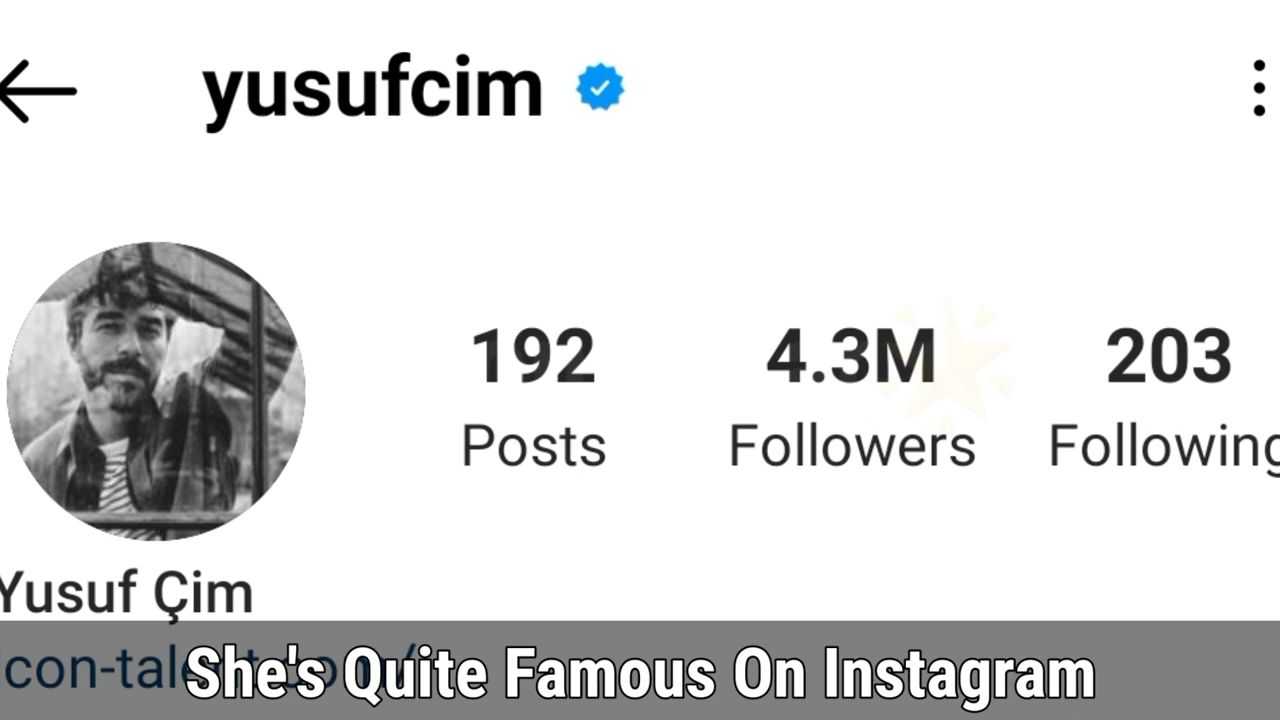 yusufcim
192 4.3M 203
Posts Followers Following
Yusuf Çim
She's Quite Famous On Instagram